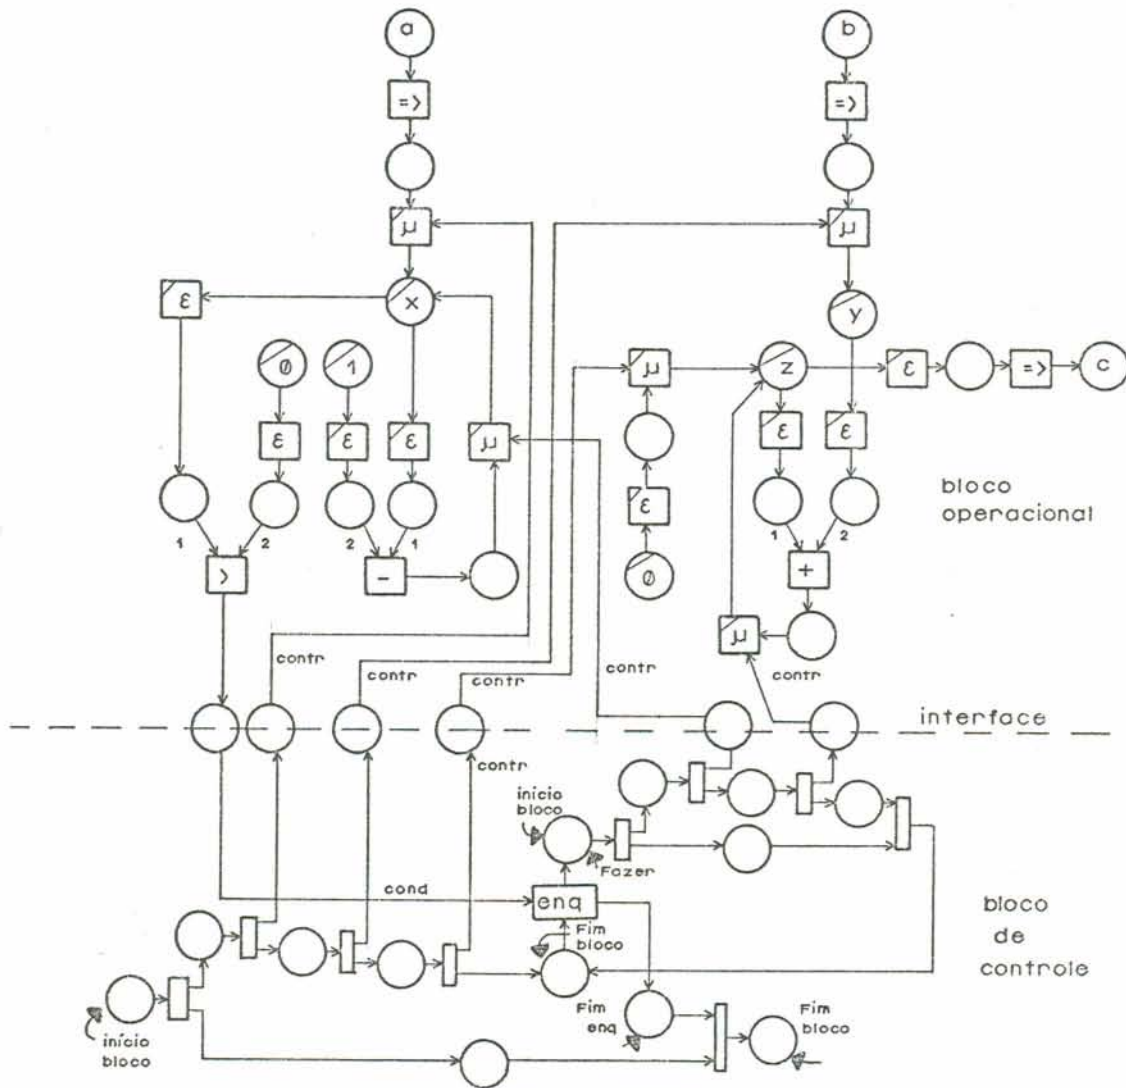 a
b
=>
=>
μ
μ
ε
x
y
0
1
μ
z
ε
=>
c
ε
ε
ε
μ
ε
ε
ε
bloco
operacional
1
2
2
1
1
2
>
-
0
+
μ
contr
contr
contr
contr
contr
interface
contr
início
bloco
Fazer
cond
enq
Fim
bloco
bloco
de
controle
início
bloco
Fim
enq
Fim
bloco